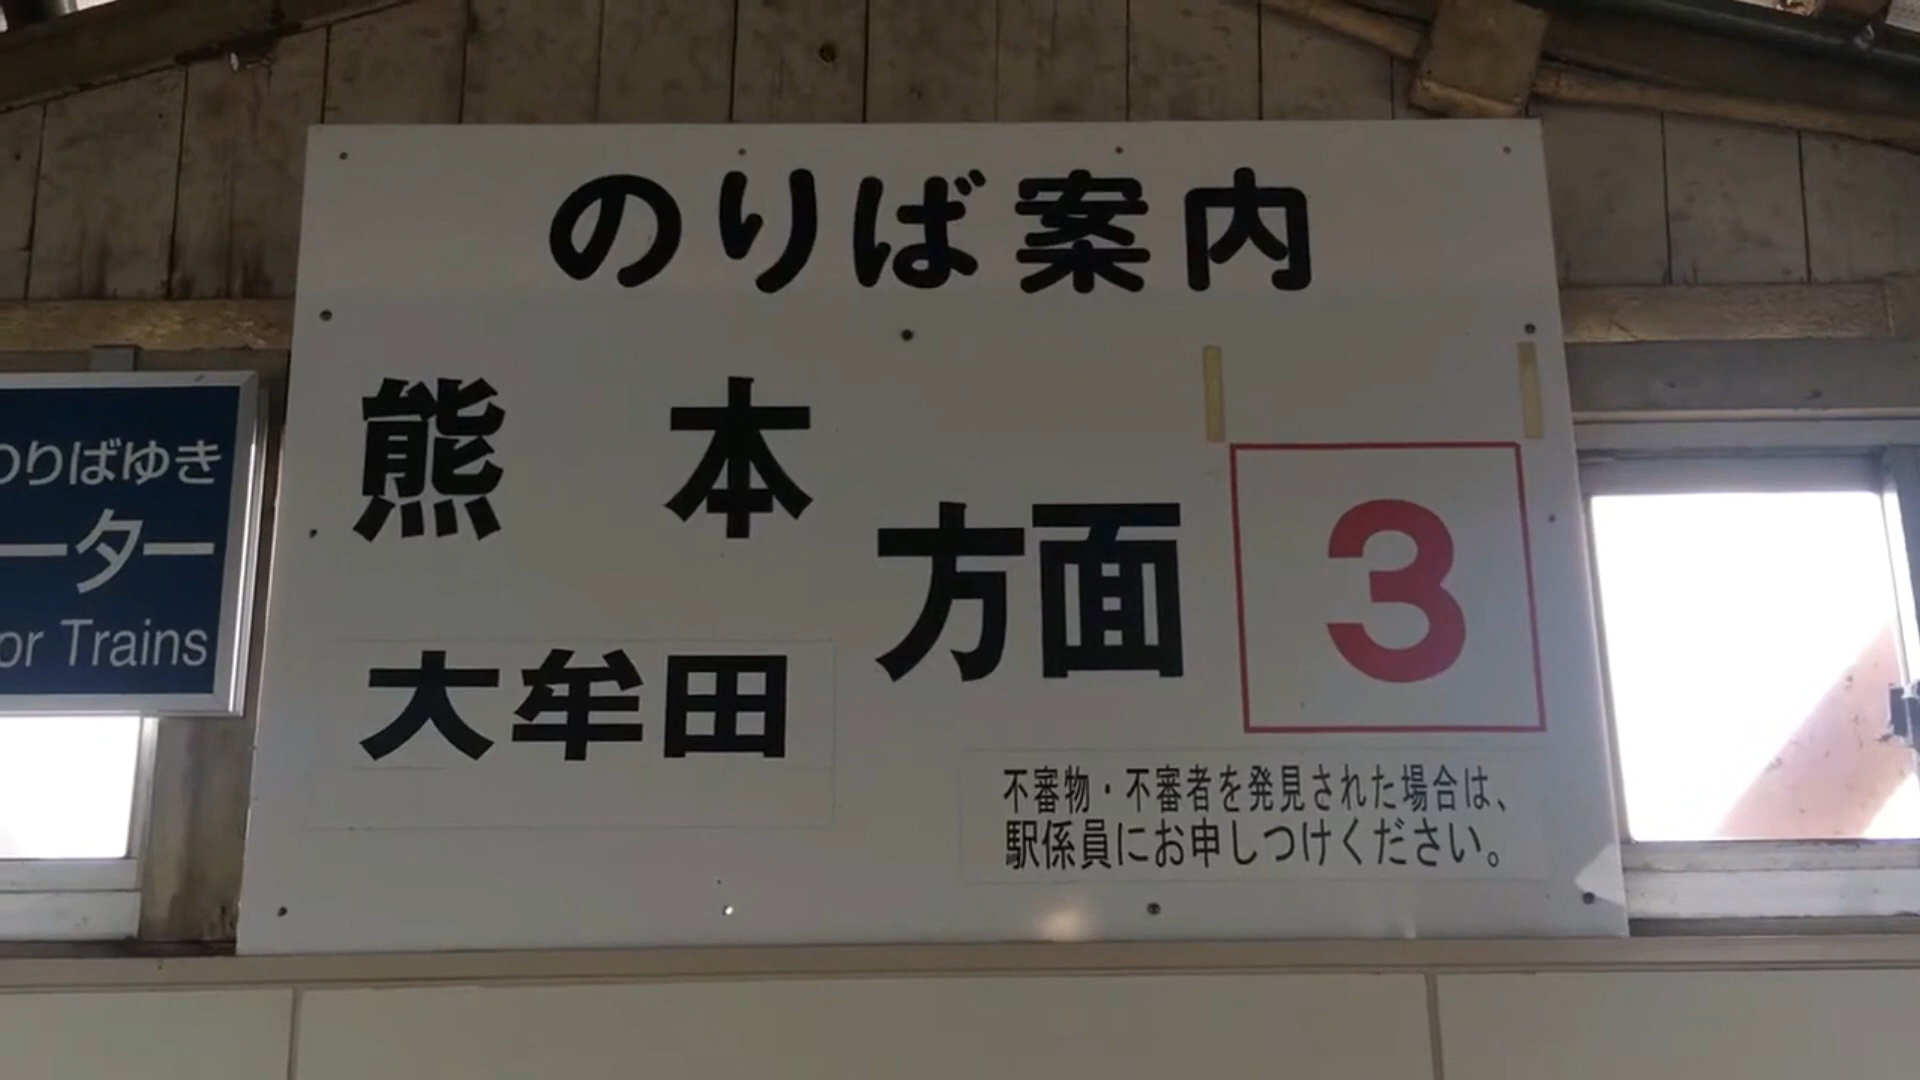 のりば案内
熊本
方面
3
大牟田
不審物・不審者を発見された場合は、
駅係員にお申しつけください。
のりばゆき
ーター
or Trains